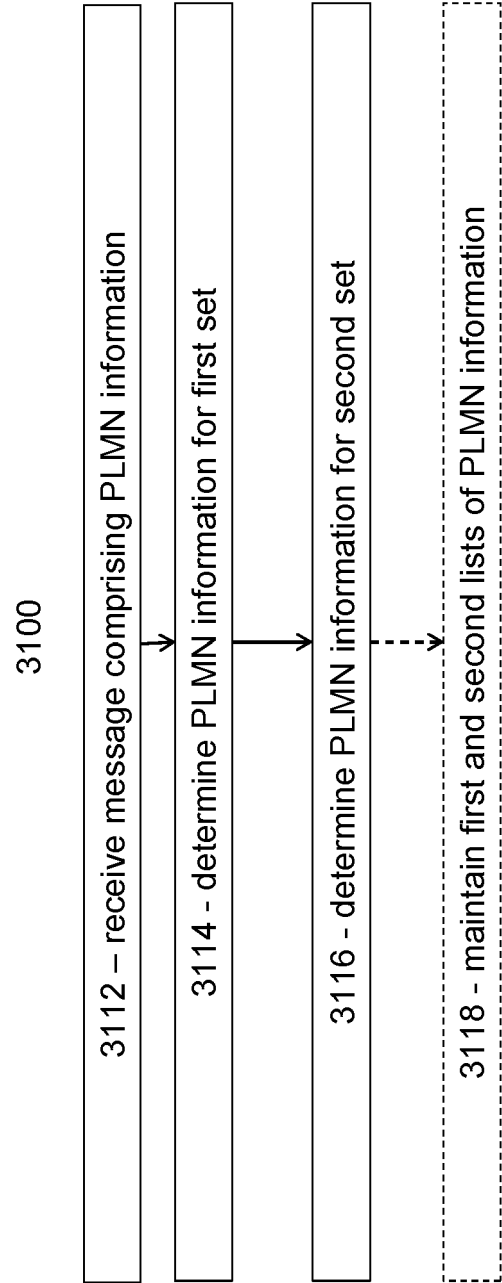 3100
3112 – receive message comprising PLMN information
3114 - determine PLMN information for first set
3116 - determine PLMN information for second set
3118 - maintain first and second lists of PLMN information